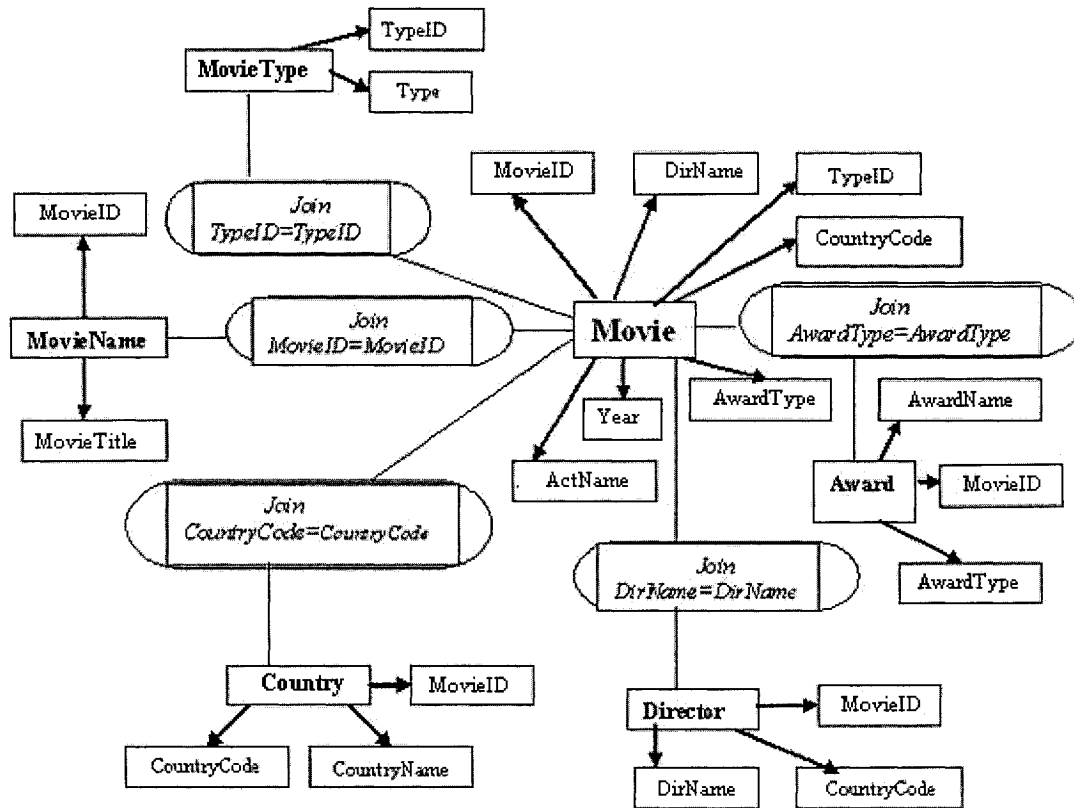 TypeID
MovieType
Type
MovieID
DirName
TypeID
MovieID
Join
TypeID=TypeID
CountryCode
Join
AwardType=AwardType
MovieName
Join
MovieID=MovieID
Movie
AwardType
AwardName
Year
MovieTitle
ActName
Award
MovieID
Join
CountryCode=CountryCode
Join
DirName=DirName
AwardType
Country
MovieID
Director
MovieID
CountryCode
CountryName
DirName
CountryCode